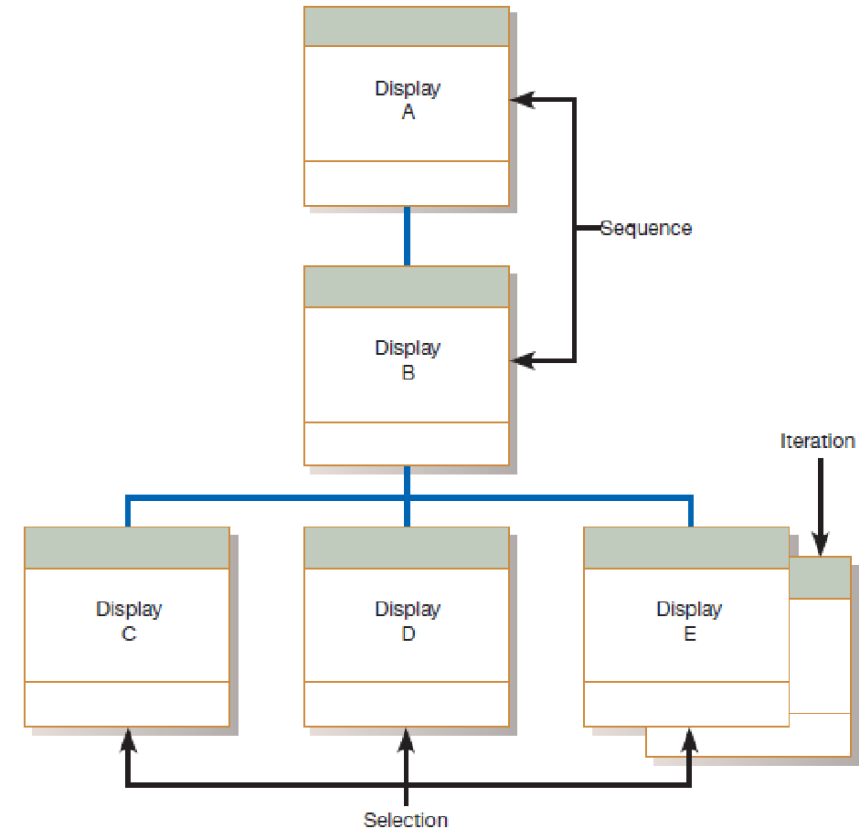 Display
A
Sequence
Display
B
Iteration
Display
C
Display
D
Display
E
Selection